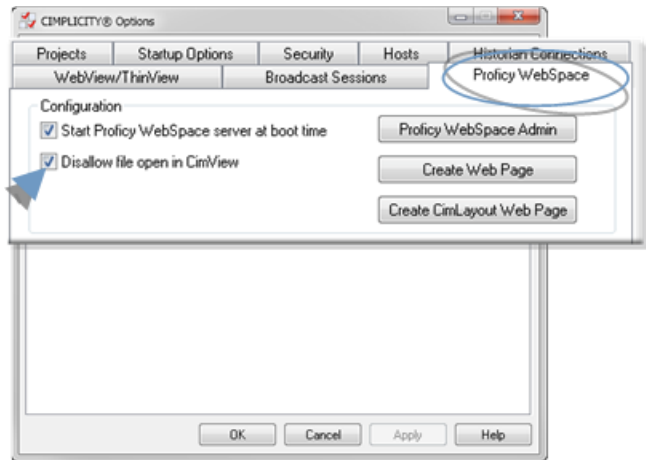 CIMPLICITY® Options
Projects Startup Options Security Hosts Historian Connections
WebView/ThinView Broadcast Sessions Proficy WebSpace
Configuration
Start Proficy WebSpace server at boot time Proficy WebSpace Admin
Disallow file open in CimView
Create Web Page
Create CimLayout Web Page
OK Cancel Apply Help